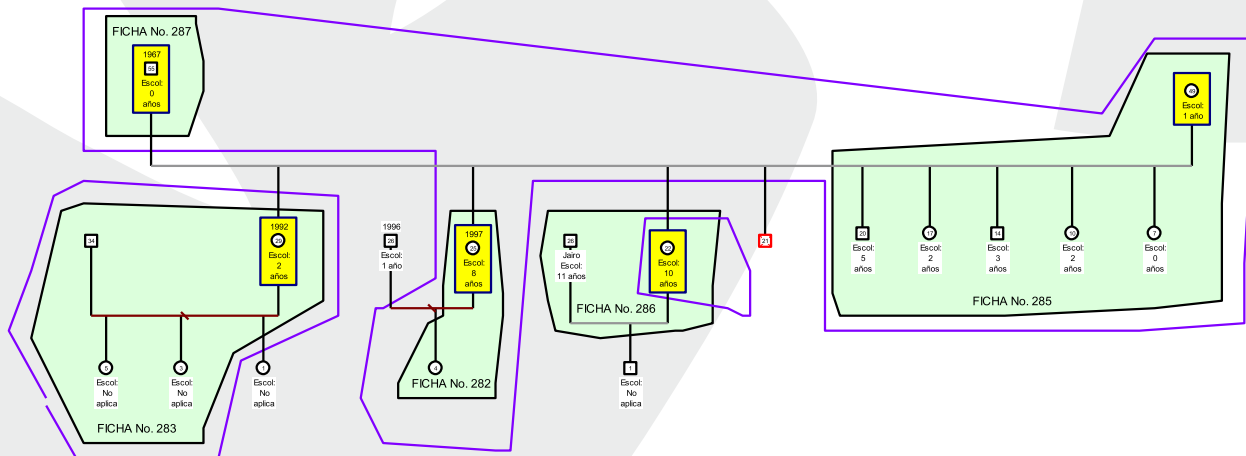 FICHA No. 287
1967
55
Escol:
0
años
49
Escol:
1 año
1992
29
Escol:
2
años
34
1996
26
Escol:
1 año
1997
25
Escol:
8
años
26
Jairo
Escol:
11 años
22
Escol:
10
años
21
20
Escol:
5
años
17
Escol:
2
años
14
Escol:
3
años
10
Escol:
2
años
7
Escol:
0
años
FICHA No. 285
FICHA No. 286
5
Escol:
No
aplica
3
Escol:
No
aplica
1
Escol:
No
aplica
FICHA No. 283
4
FICHA No. 282
1
Escol:
No
aplica